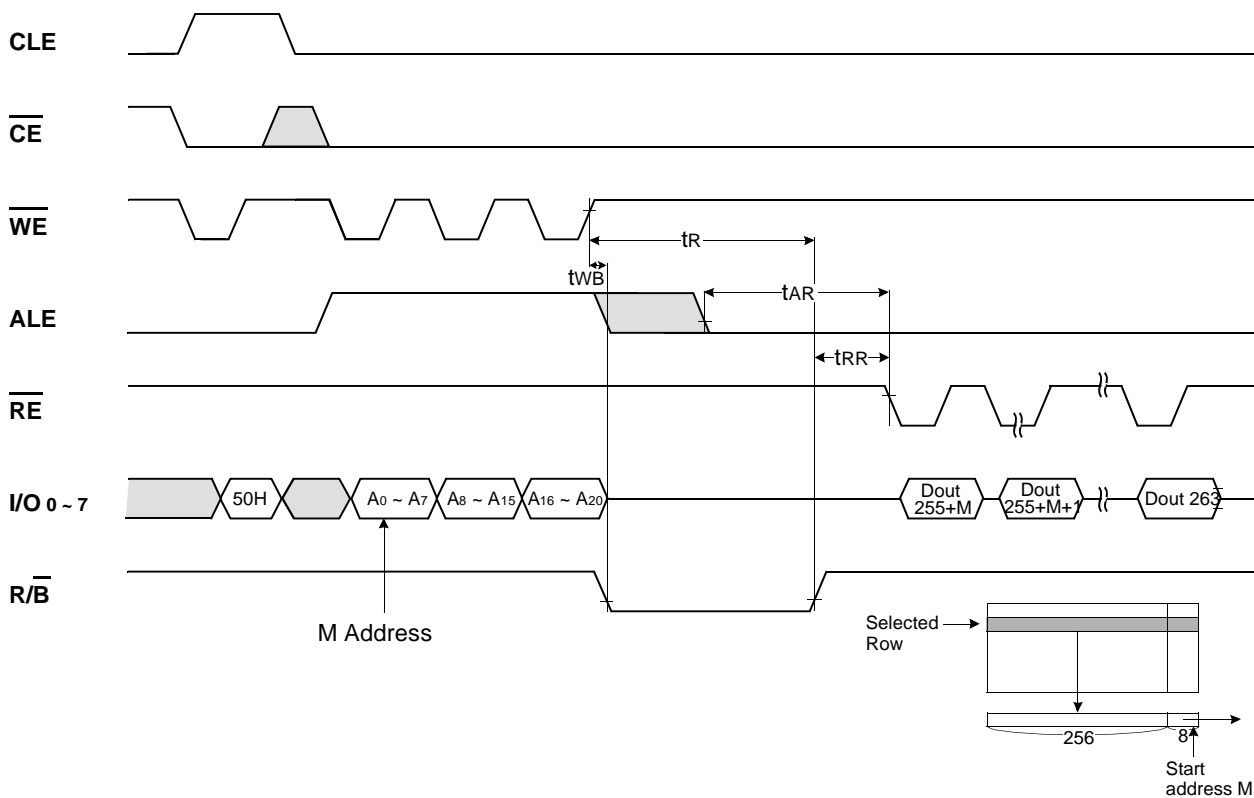 CLE
CE
WE
tR
tWB
tAR
ALE
tRR
RE
I/O 0 ~ 7
50H
A0 ~ A7
A8 ~ A15
A16 ~ A20
Dout
255+M
Dout
255+M+1
Dout 263
R/B
M Address
Selected
Row
256
8
Start
address M